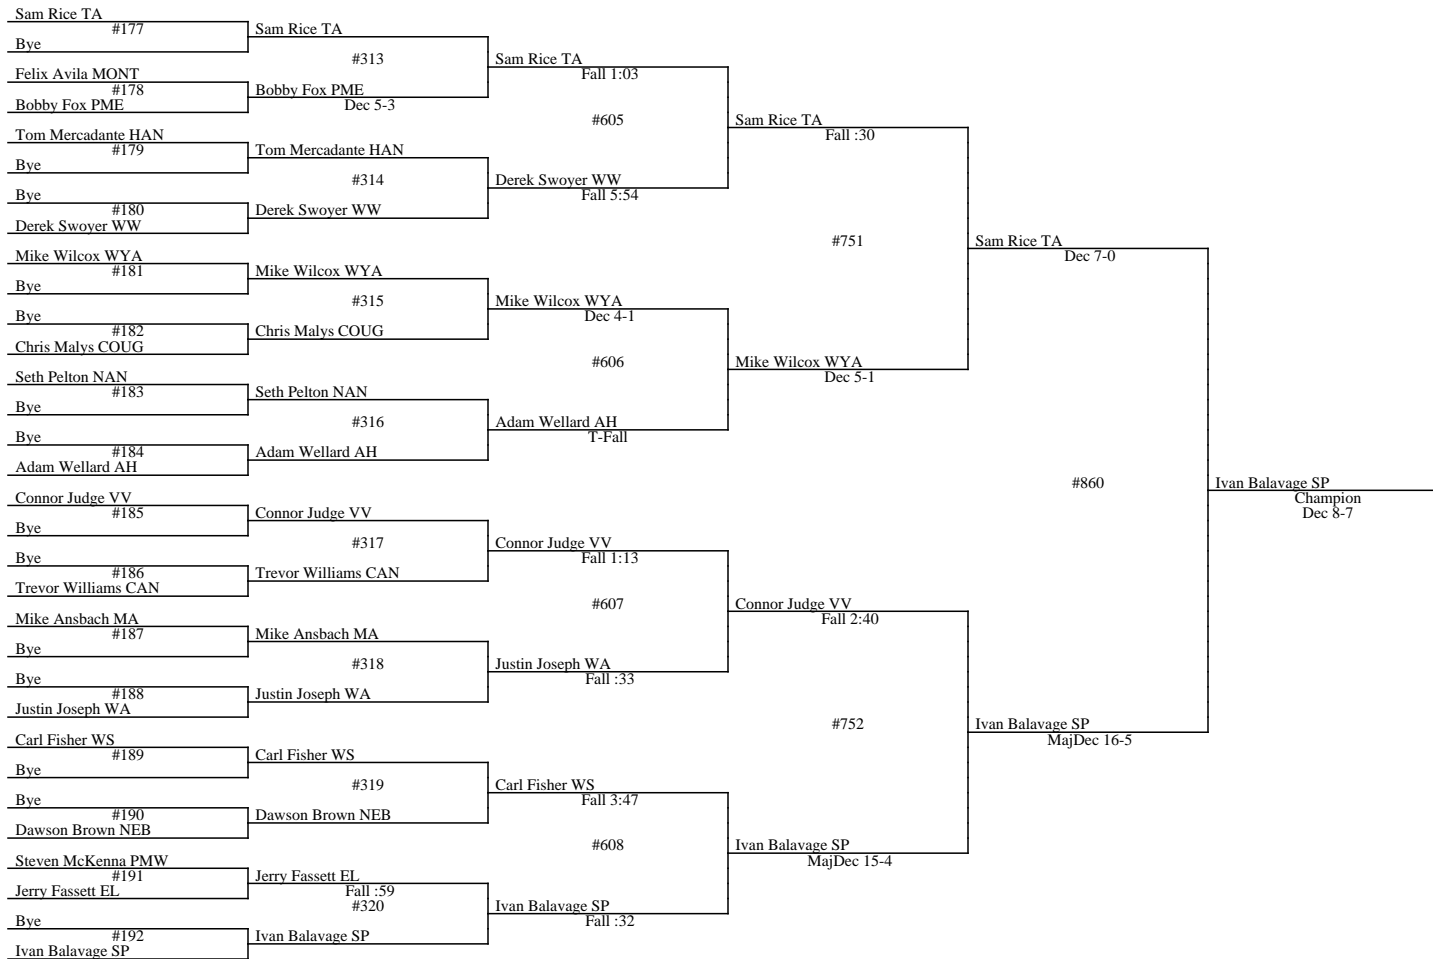 Sam Rice TA
#177
Bye
Felix Avila MONT
#178
Bobby Fox PME
Tom Mercadante HAN
#179
Bye
Bye
#180
Derek Swoyer WW
Mike Wilcox WYA
#181
Bye
Bye
#182
Chris Malys COUG
Seth Pelton NAN
#183
Bye
Bye
#184
Adam Wellard AH
Connor Judge VV
#185
Bye
Bye
#186
Trevor Williams CAN
Mike Ansbach MA
#187
Bye
Bye
#188
Justin Joseph WA
Carl Fisher WS
#189
Bye
Bye
#190
Dawson Brown NEB
Steven McKenna PMW
#191
Jerry Fassett EL
Bye
#192
Ivan Balavage SP
Sam Rice TA
#313
Bobby Fox PME
Dec 5-3
Tom Mercadante HAN
#314
Derek Swoyer WW
Mike Wilcox WYA
#315
Chris Malys COUG
Seth Pelton NAN
#316
Adam Wellard AH
Connor Judge VV
#317
Trevor Williams CAN
Mike Ansbach MA
#318
Justin Joseph WA
Carl Fisher WS
#319
Dawson Brown NEB
Jerry Fassett EL
Fall :59
#320
Ivan Balavage SP
Sam Rice TA
Fall 1:03
#605
Derek Swoyer WW
Fall 5:54
Mike Wilcox WYA
Dec 4-1
#606
Adam Wellard AH
T-Fall
Connor Judge VV
Fall 1:13
#607
Justin Joseph WA
Fall :33
Carl Fisher WS
Fall 3:47
#608
Ivan Balavage SP
Fall :32
Sam Rice TA
Fall :30
#751
Mike Wilcox WYA
Dec 5-1
Connor Judge VV
Fall 2:40
#752
Ivan Balavage SP
MajDec 15-4
Sam Rice TA
Dec 7-0
#860
Ivan Balavage SP
MajDec 16-5
Ivan Balavage SP
Champion
Dec 8-7